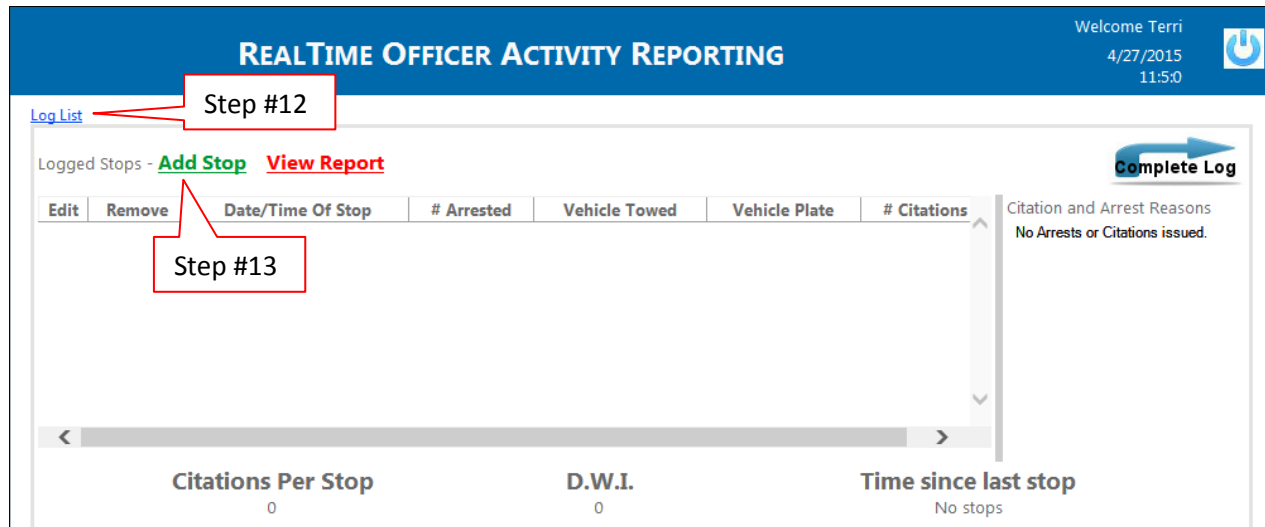 Welcome Terri
REALTIME OFFICER ACTIVITY REPORTING
4/27/2015
11:5:0
Log List
Step #12
Logged Stops - Add Stop View Report
Complete Log
Edit Remove Date/Time Of Stop # Arrested Vehicle Towed Vehicle Plate # Citations
Citation and Arrest Reasons
No Arrests or Citations issued.
Step #13
Citations Per Stop D.W.I. Time since last stop
0 0 No stops